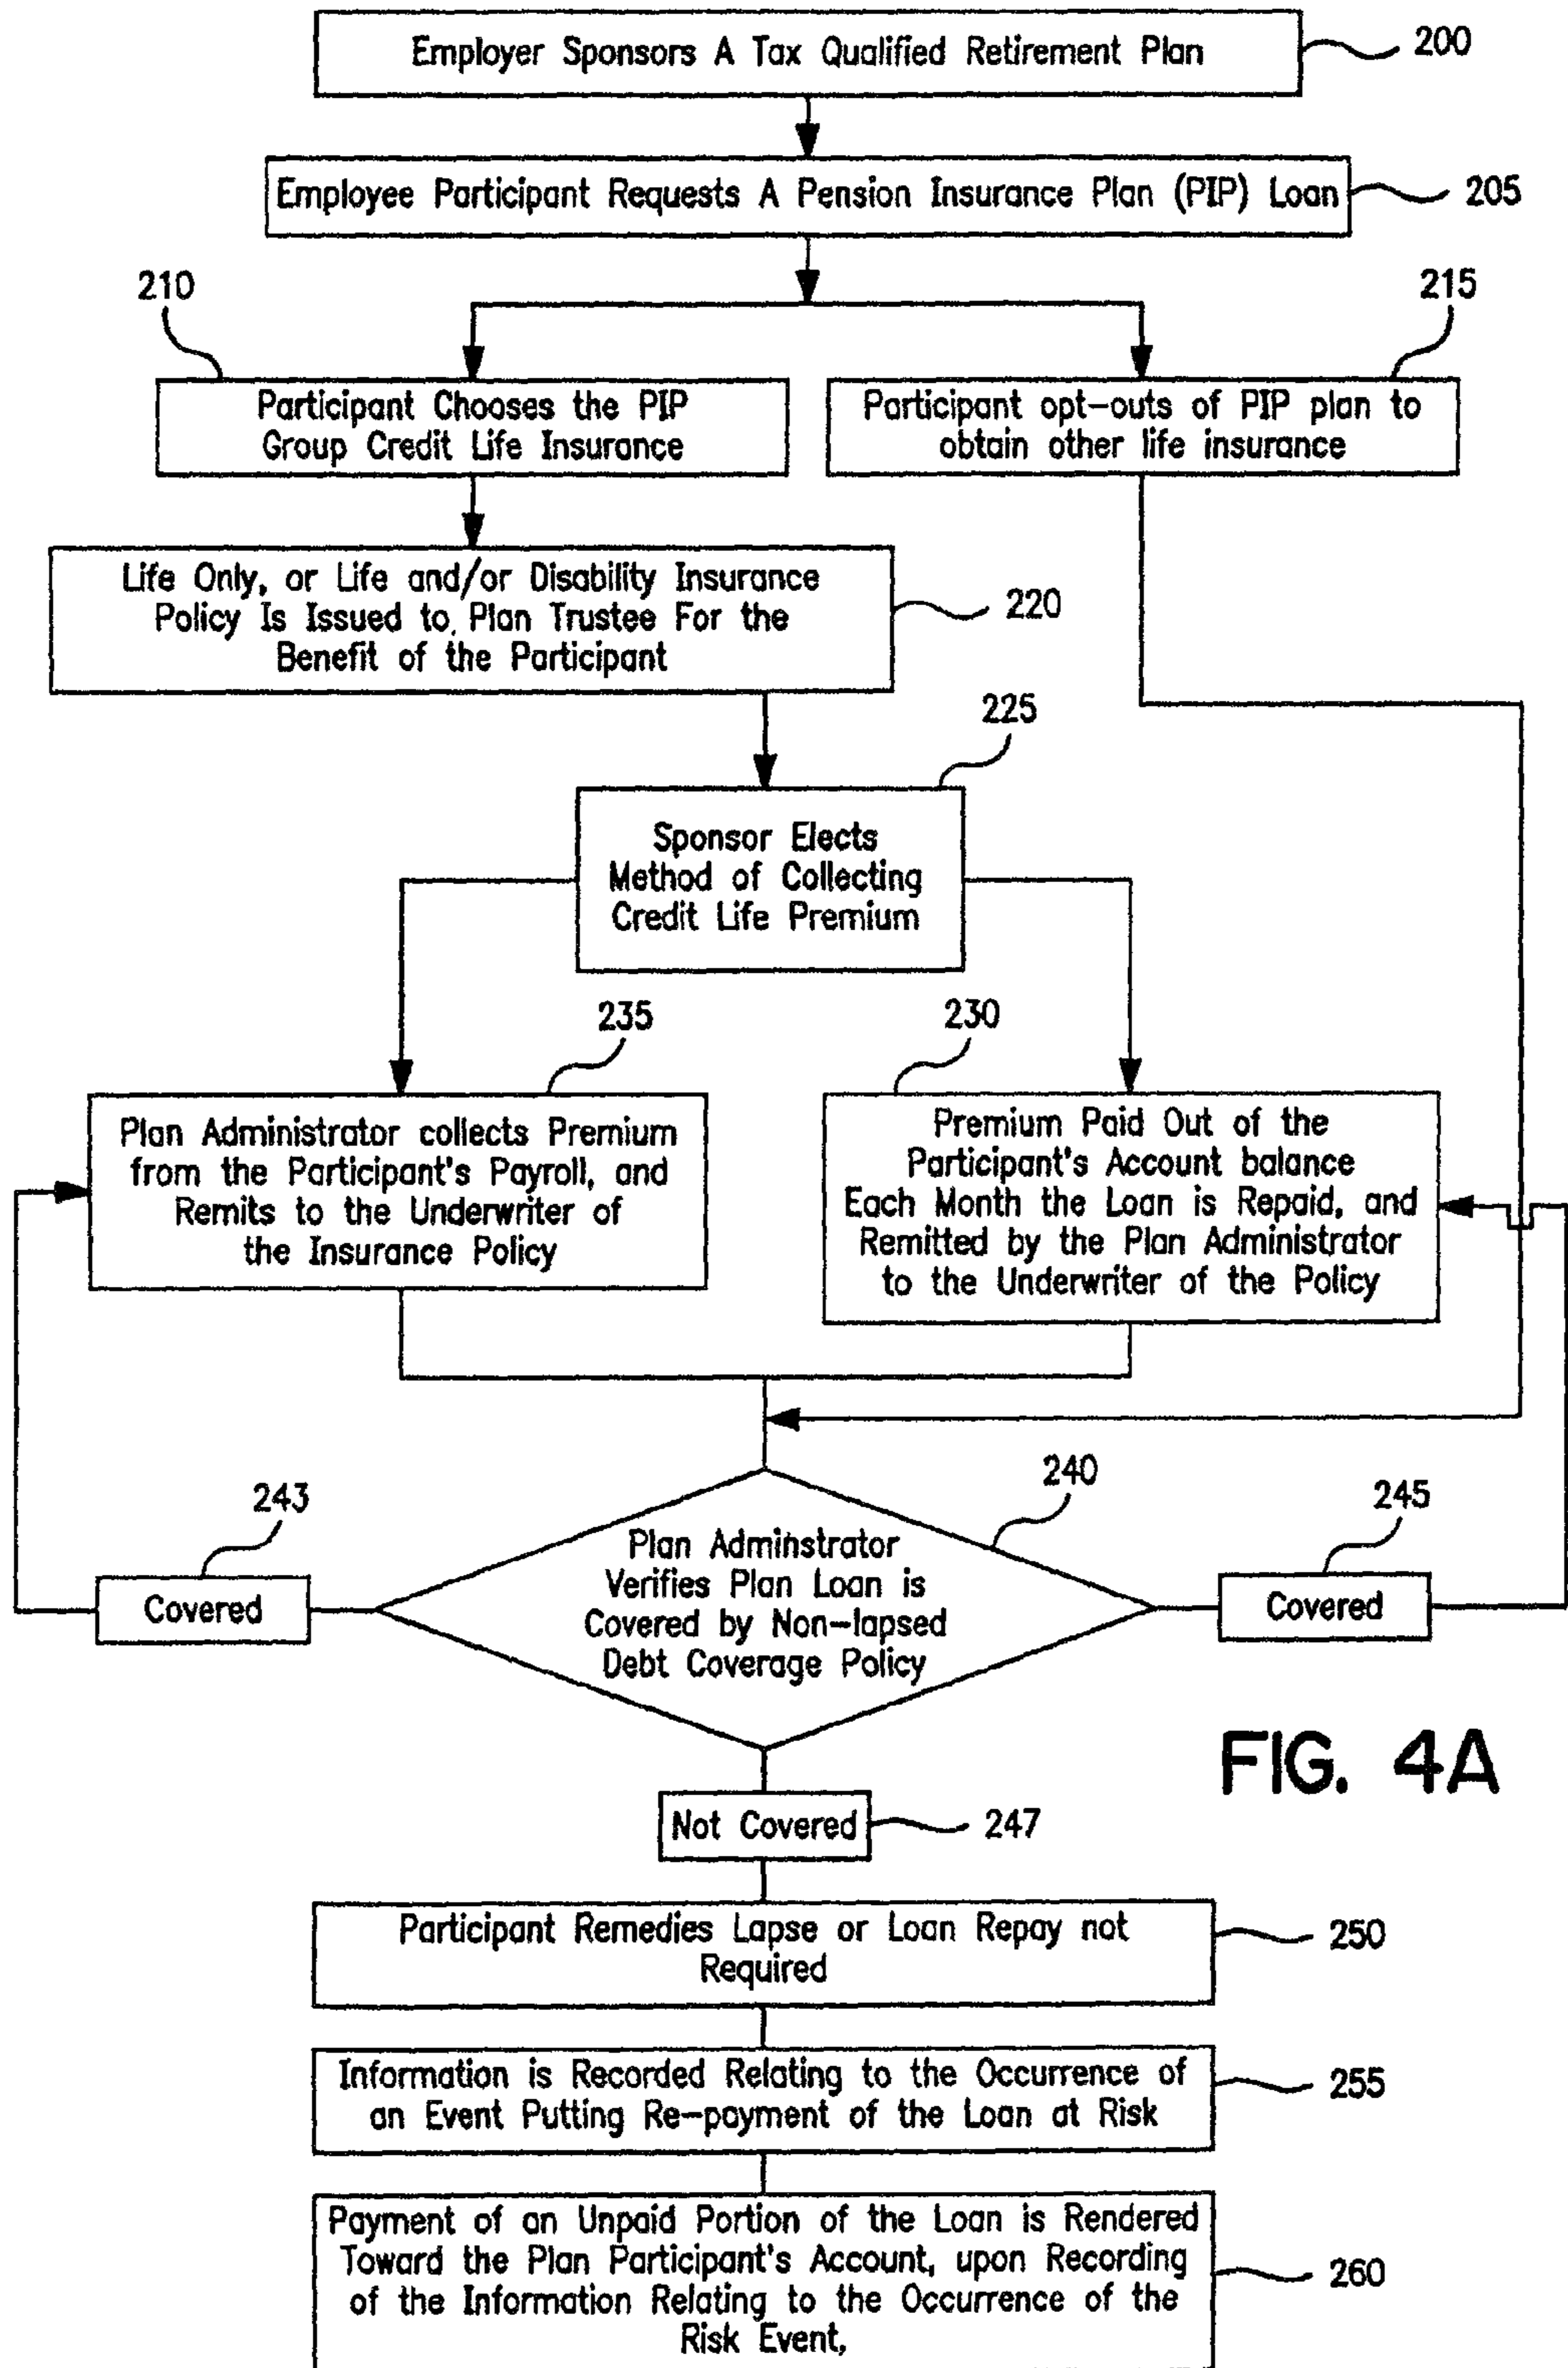 Employer Sponsors A Tax Qualified Retirement Plan
200
Employee Participant Requests A Pension Insurance Plan (PIP) Loan
205
210
215
Participant Chooses the PIP
Group Credit Life Insurance
Participant opt-outs of PIP plan to
obtain other life insurance
Life Only, or Life and/or Disability Insurance
Policy Is Issued to Plan Trustee For the
Benefit of the Participant
220
225
Sponsor Elects
Method of Collecting
Credit Life Premium
235
230
Plan Administrator collects Premium
from the Participant's Payroll, and
Remits to the Underwriter of
the Insurance Policy
Premium Paid Out of the
Participant's Account balance
Each Month the Loan is Repaid, and
Remitted by the Plan Administrator
to the Underwriter of the Policy
243
240
245
Covered
Plan Adminstrator
Verifies Plan Loan is
Covered by Non-lapsed
Debt Coverage Policy
Covered
FIG. 4A
Not Covered
247
Participant Remedies Lapse or Loan Repay not
Required
250
Information is Recorded Relating to the Occurrence of
an Event Putting Re-payment of the Loan at Risk
255
Payment of an Unpaid Portion of the Loan is Rendered
Toward the Plan Participant's Account, upon Recording
of the Information Relating to the Occurrence of the
Risk Event,
260